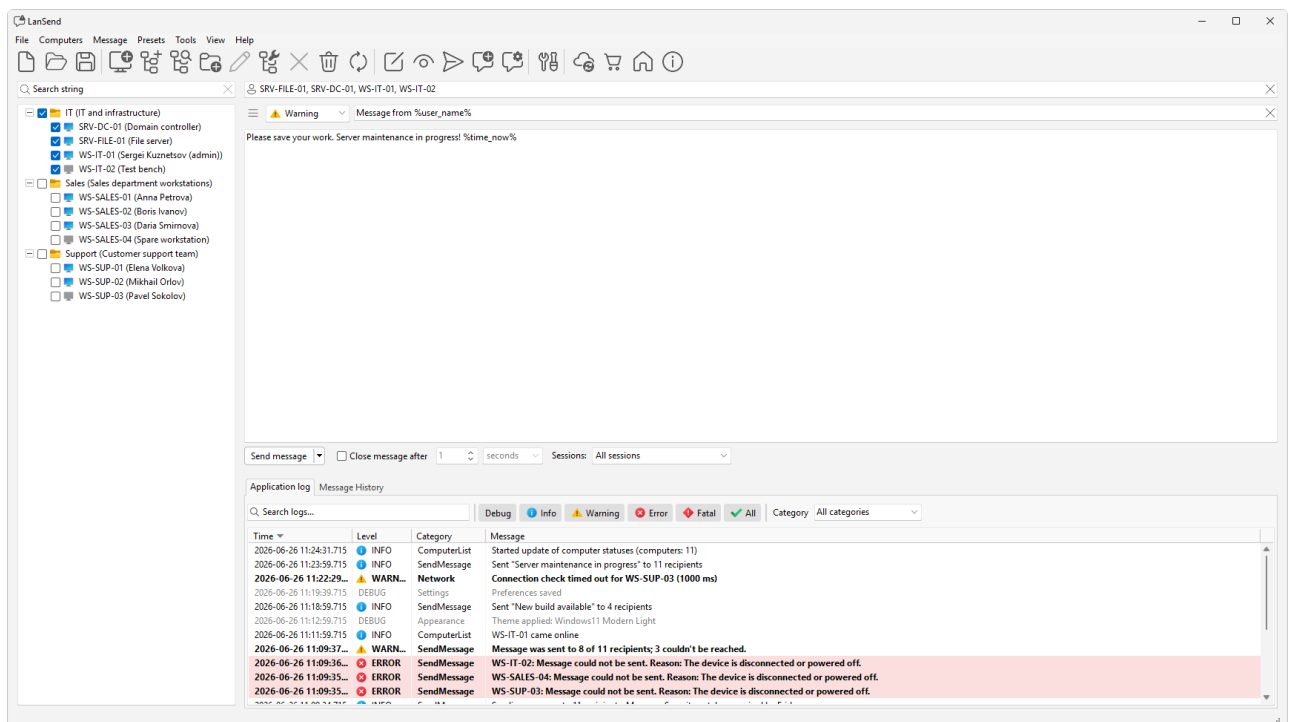 LanSend
File Computers Message Presets Tools View Help
Search string
SRV-FILE-01, SRV-DC-01, WS-IT-01, WS-IT-02
IT (IT and infrastructure)
SRV-DC-01 (Domain controller)
SRV-FILE-01 (File server)
WS-IT-01 (Sergei Kuznetsov (admin))
WS-IT-02 (Test bench)
Sales (Sales department workstations)
WS-SALES-01 (Anna Petrova)
WS-SALES-02 (Boris Ivanov)
WS-SALES-03 (Daria Smirnova)
WS-SALES-04 (Spare workstation)
Support (Customer support team)
WS-SUP-01 (Elena Volkova)
WS-SUP-02 (Mikhail Orlov)
WS-SUP-03 (Pavel Sokolov)
Warning Message from %user_name%
Please save your work. Server maintenance in progress! %time_now%
Send message Close message after 1 seconds Sessions: All sessions
Application log Message History
Search logs... Debug Info Warning Error Fatal All Category All categories
Time Level Category Message
2026-06-26 11:24:31.715 INFO ComputerList Started update of computer statuses (computers: 11)
2026-06-26 11:23:59.715 INFO SendMessage Sent "Server maintenance in progress" to 11 recipients
2026-06-26 11:22:29... WARN... Network Connection check timed out for WS-SUP-03 (1000 ms)
2026-06-26 11:19:39.715 DEBUG Settings Preferences saved
2026-06-26 11:18:59.715 INFO SendMessage Sent "New build available" to 4 recipients
2026-06-26 11:12:59.715 DEBUG Appearance Theme applied: Windows11 Modern Light
2026-06-26 11:11:59.715 INFO ComputerList WS-IT-01 came online
2026-06-26 11:09:37... WARN... SendMessage Message was sent to 8 of 11 recipients; 3 couldn't be reached.
2026-06-26 11:09:36... ERROR SendMessage WS-IT-02: Message could not be sent. Reason: The device is disconnected or powered off.
2026-06-26 11:09:35... ERROR SendMessage WS-SALES-04: Message could not be sent. Reason: The device is disconnected or powered off.
2026-06-26 11:09:35... ERROR SendMessage WS-SUP-03: Message could not be sent. Reason: The device is disconnected or powered off.